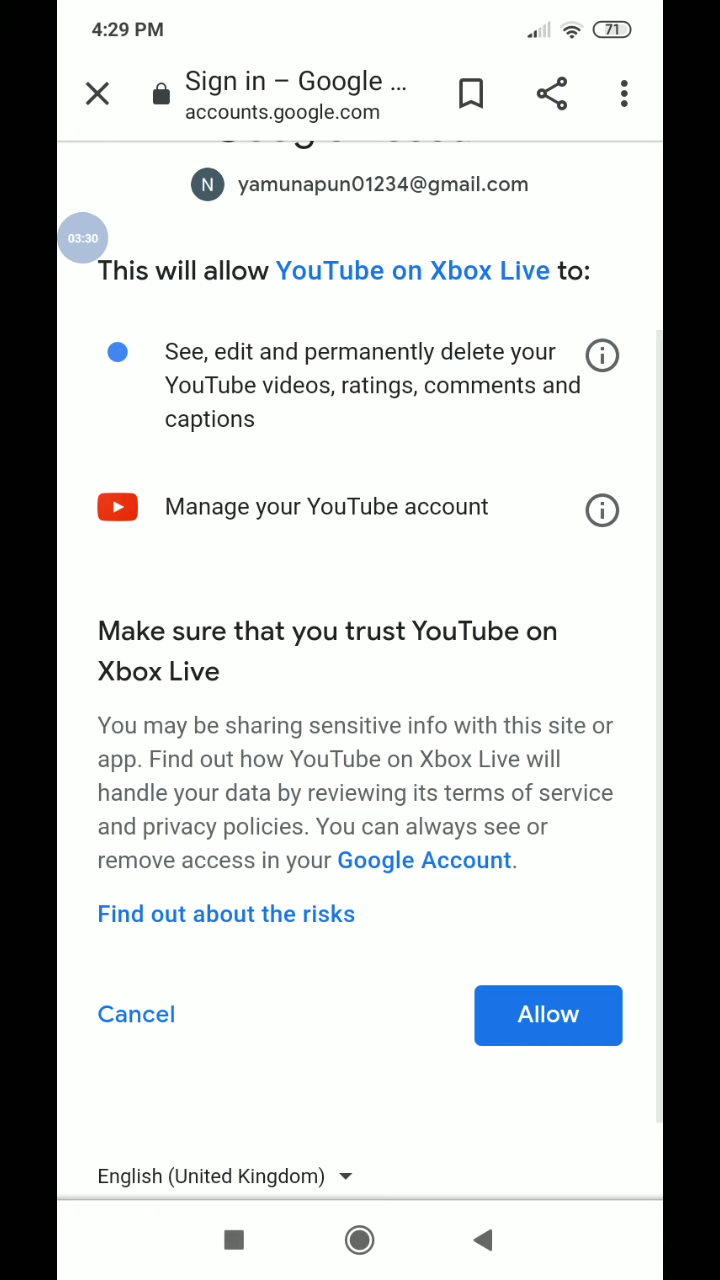 4:29 PM
71
Sign in – Google ...
accounts.google.com
N yamunapun01234@gmail.com
03:30
This will allow YouTube on Xbox Live to:
See, edit and permanently delete your
YouTube videos, ratings, comments and
captions
Manage your YouTube account
Make sure that you trust YouTube on
Xbox Live
You may be sharing sensitive info with this site or
app. Find out how YouTube on Xbox Live will
handle your data by reviewing its terms of service
and privacy policies. You can always see or
remove access in your Google Account.
Find out about the risks
Cancel
Allow
English (United Kingdom)